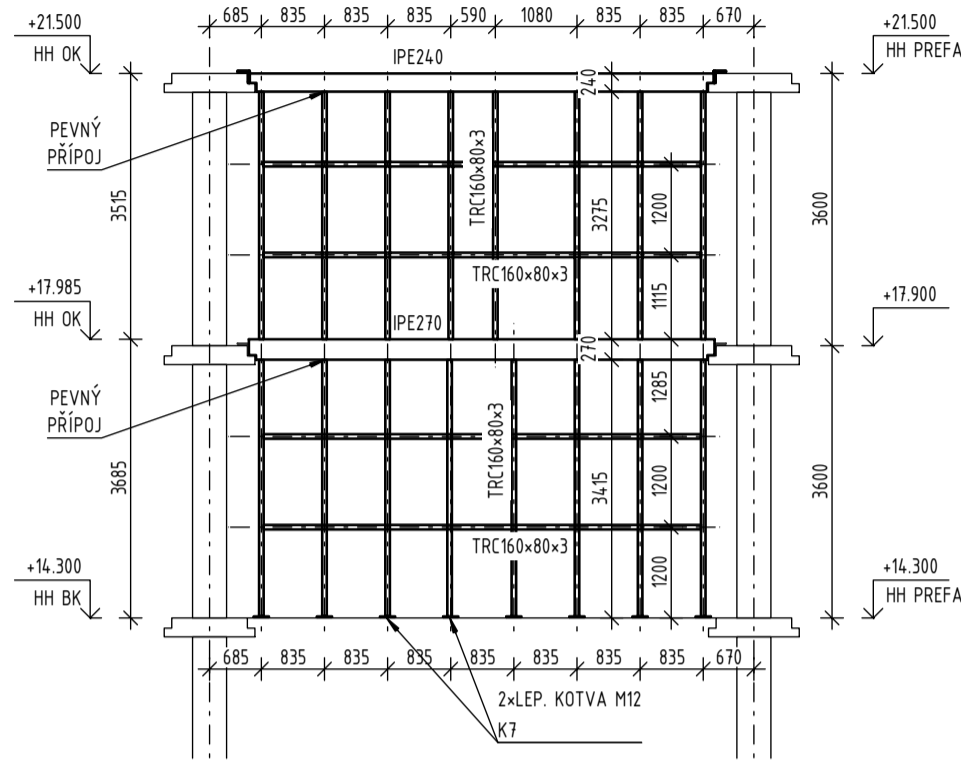 685 835 835 835 590 1080 835 835 670
+21.500
HH OK
+21.500
HH PREFA
IPE240
240
PEVNÝ
PŘÍPOJ
TRC160×80×3
3515
3275
1200
3600
TRC160×80×3
1115
+17.985
HH OK
+17.900
IPE270
270
1285
PEVNÝ
PŘÍPOJ
TRC160×80×3
3685
3415
1200
3600
TRC160×80×3
1200
+14.300
HH BK
+14.300
HH PREFA
685 835 835 835 835 835 835 835 670
2×LEP. KOTVA M12
K7